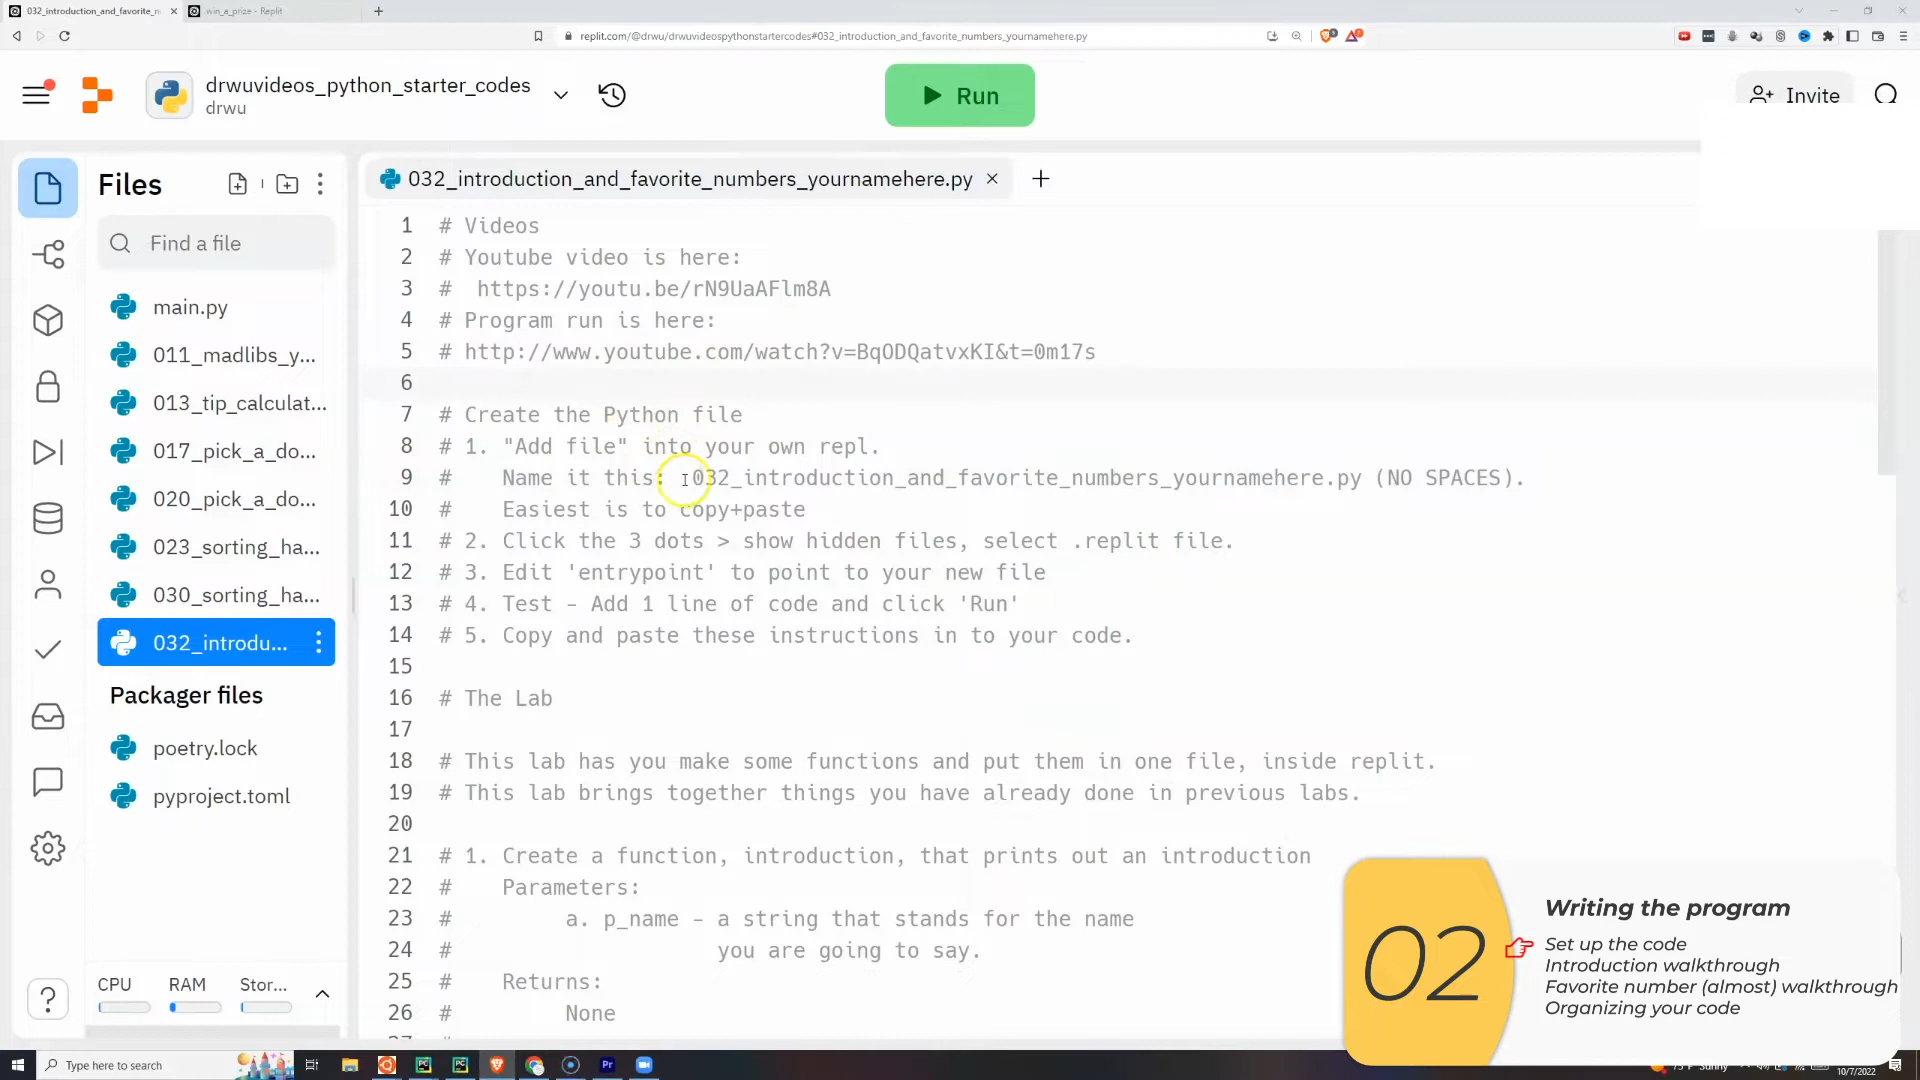 032_introduction_and_favorite_n
win_a_prize - Replit
replit.com/@drwu/drwuvideospythonstartercodes#032_introduction_and_favorite_numbers_yournamehere.py
drwuvideos_python_starter_codes
drwu
Run
Invite
Files
Find a file
main.py
011_madlibs_y...
013_tip_calculat...
017_pick_a_do...
020_pick_a_do...
023_sorting_ha...
030_sorting_ha...
032_introdu...
Packager files
poetry.lock
pyproject.toml
CPU RAM Stor...
032_introduction_and_favorite_numbers_yournamehere.py
1 # Videos
2 # Youtube video is here:
3 #  https://youtu.be/rN9UaAFlm8A
4 # Program run is here:
5 # http://www.youtube.com/watch?v=BqODQatvxKI&t=0m17s
6
7 # Create the Python file
8 # 1. "Add file" into your own repl.
9 #    Name it this: 032_introduction_and_favorite_numbers_yournamehere.py (NO SPACES).
10 #    Easiest is to copy+paste
11 # 2. Click the 3 dots > show hidden files, select .replit file.
12 # 3. Edit 'entrypoint' to point to your new file
13 # 4. Test - Add 1 line of code and click 'Run'
14 # 5. Copy and paste these instructions in to your code.
15
16 # The Lab
17
18 # This lab has you make some functions and put them in one file, inside replit.
19 # This lab brings together things you have already done in previous labs.
20
21 # 1. Create a function, introduction, that prints out an introduction
22 #    Parameters:
23 #         a. p_name - a string that stands for the name
24 #                     you are going to say.
25 #    Returns:
26 #         None
02
Writing the program
Set up the code
Introduction walkthrough
Favorite number (almost) walkthrough
Organizing your code
Type here to search
Sunny
10/7/2022